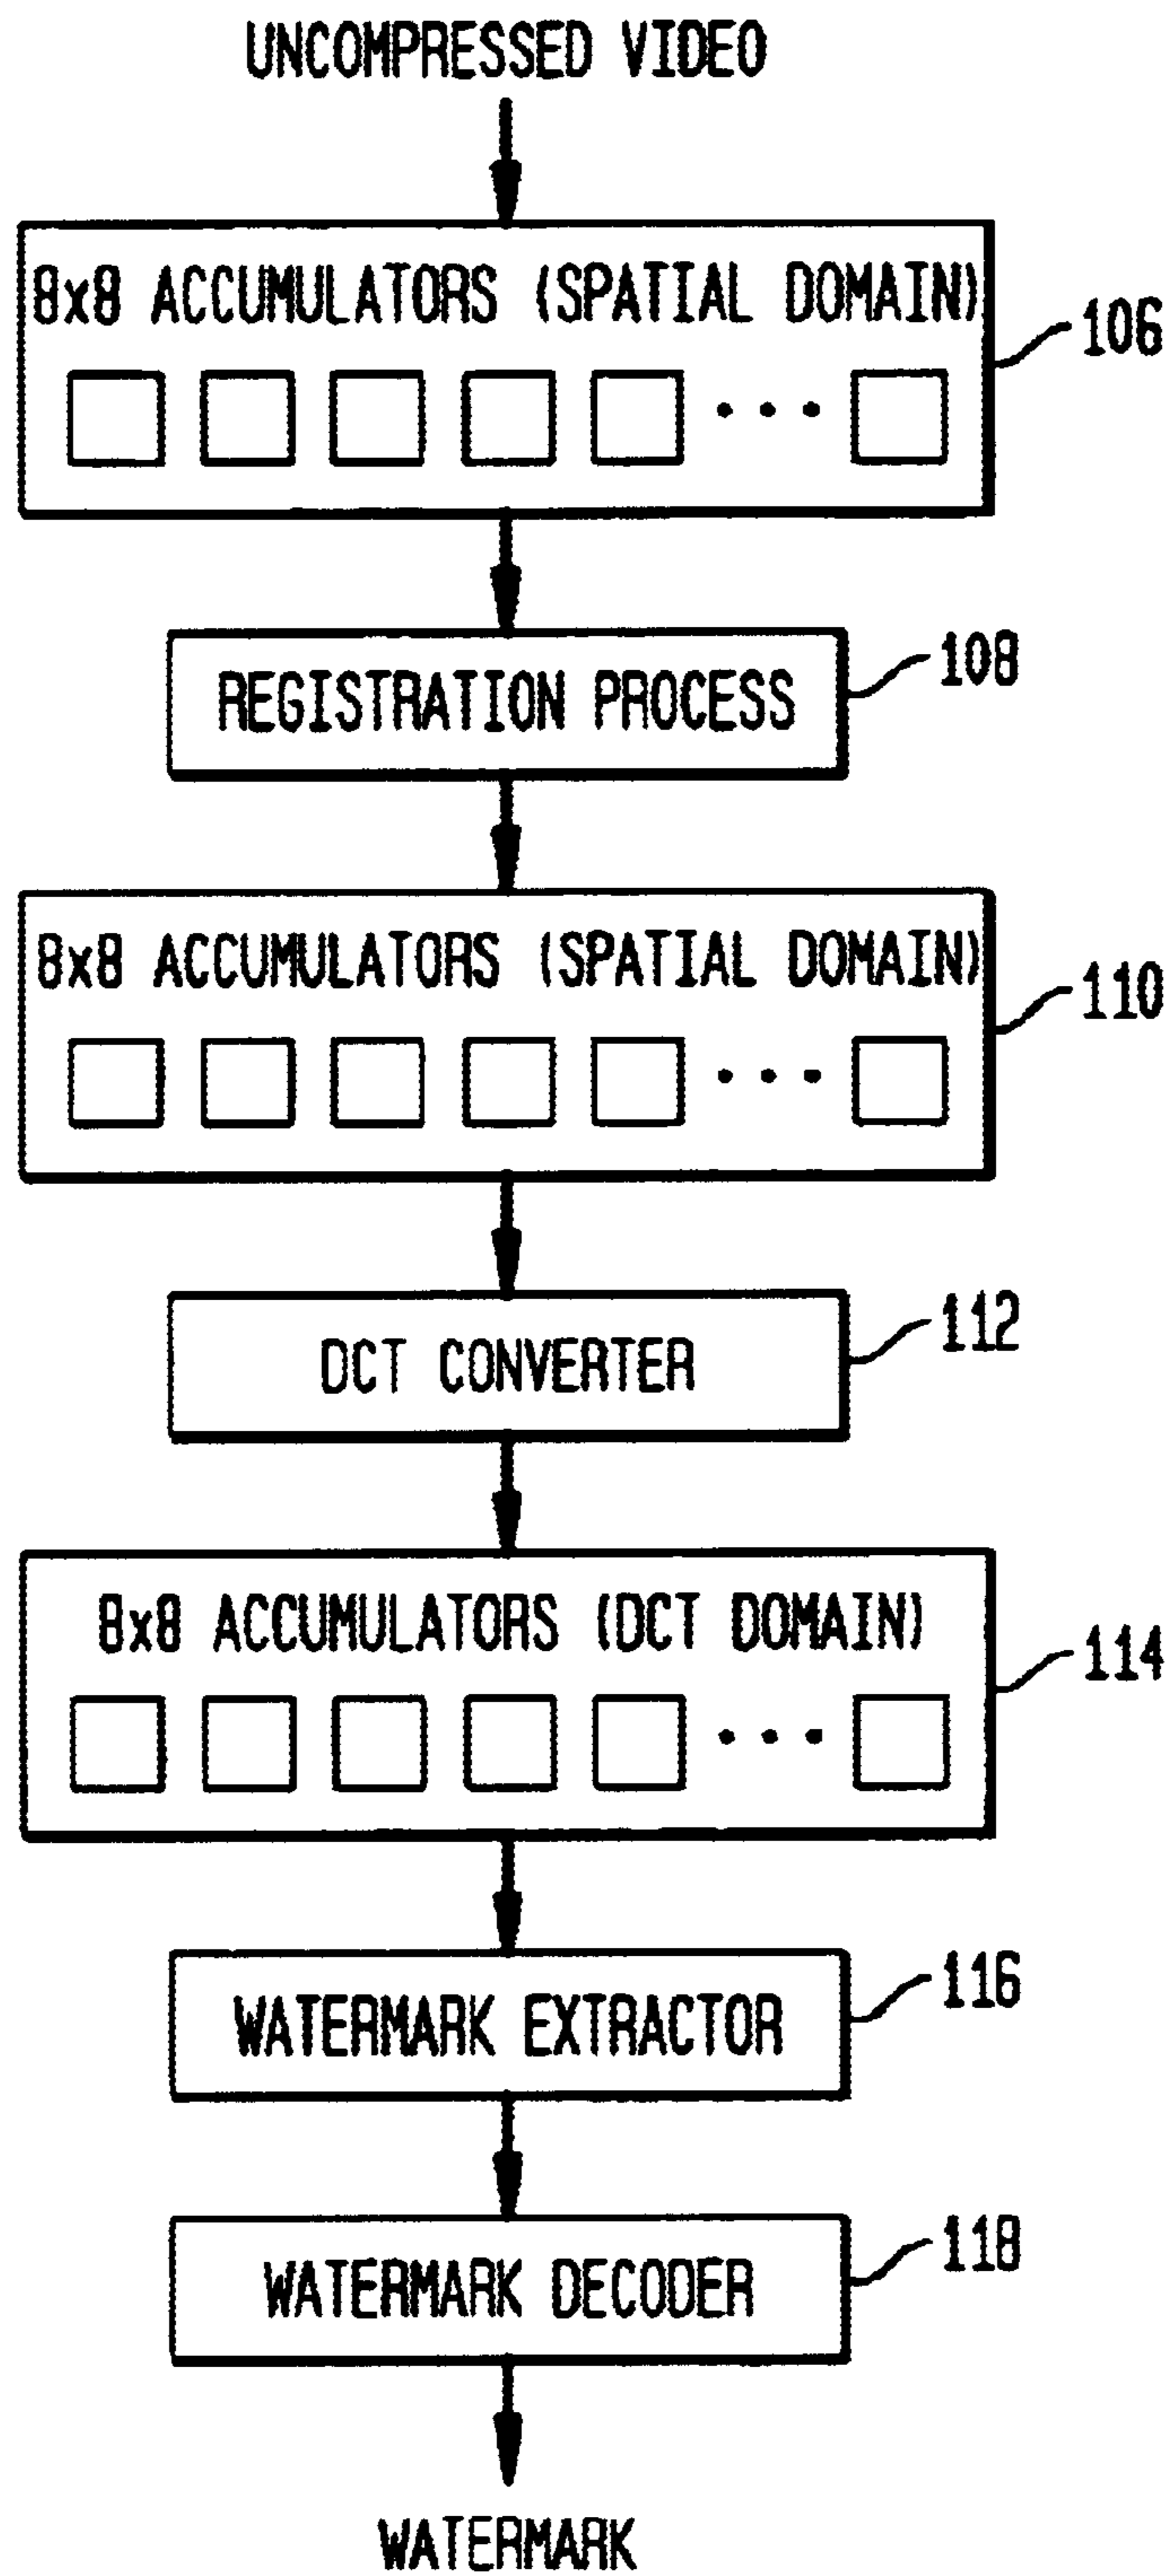 UNCOMPRESSED VIDEO
8x8 ACCUMULATORS (SPATIAL DOMAIN)
106
REGISTRATION PROCESS
108
8x8 ACCUMULATORS (SPATIAL DOMAIN)
110
DCT CONVERTER
112
8x8 ACCUMULATORS (DCT DOMAIN)
114
WATERMARK EXTRACTOR
116
WATERMARK DECODER
118
WATERMARK